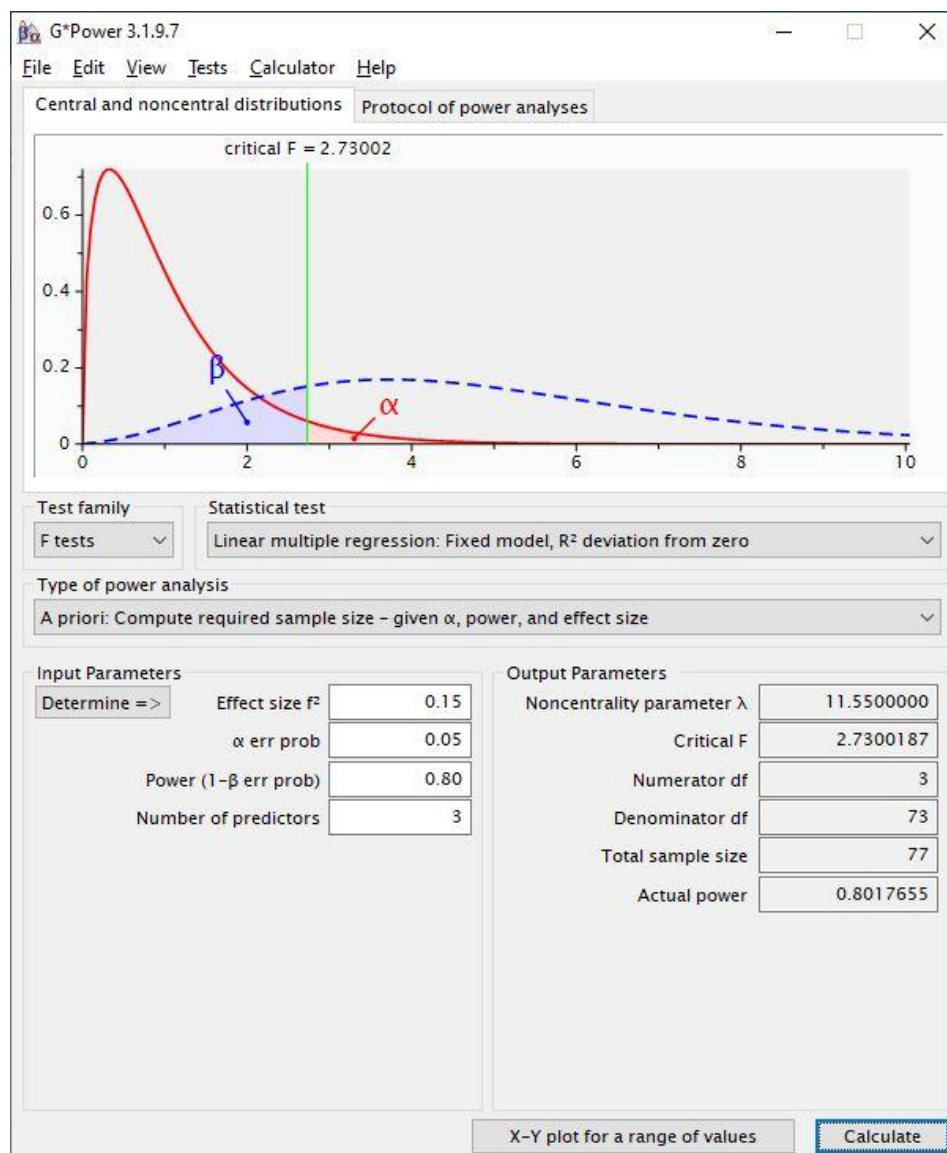 G*Power 3.1.9.7
File Edit View Tests Calculator Help
Central and noncentral distributions Protocol of power analyses
critical F = 2.73002
0.6
0.4
0.2
0
β
α
0 2 4 6 8 10
Test family Statistical test
F tests Linear multiple regression: Fixed model, R² deviation from zero
Type of power analysis
A priori: Compute required sample size – given α, power, and effect size
Input Parameters
Determine => Effect size f² 0.15
α err prob 0.05
Power (1-β err prob) 0.80
Number of predictors 3
Output Parameters
Noncentrality parameter λ 11.5500000
Critical F 2.7300187
Numerator df 3
Denominator df 73
Total sample size 77
Actual power 0.8017655
X-Y plot for a range of values Calculate